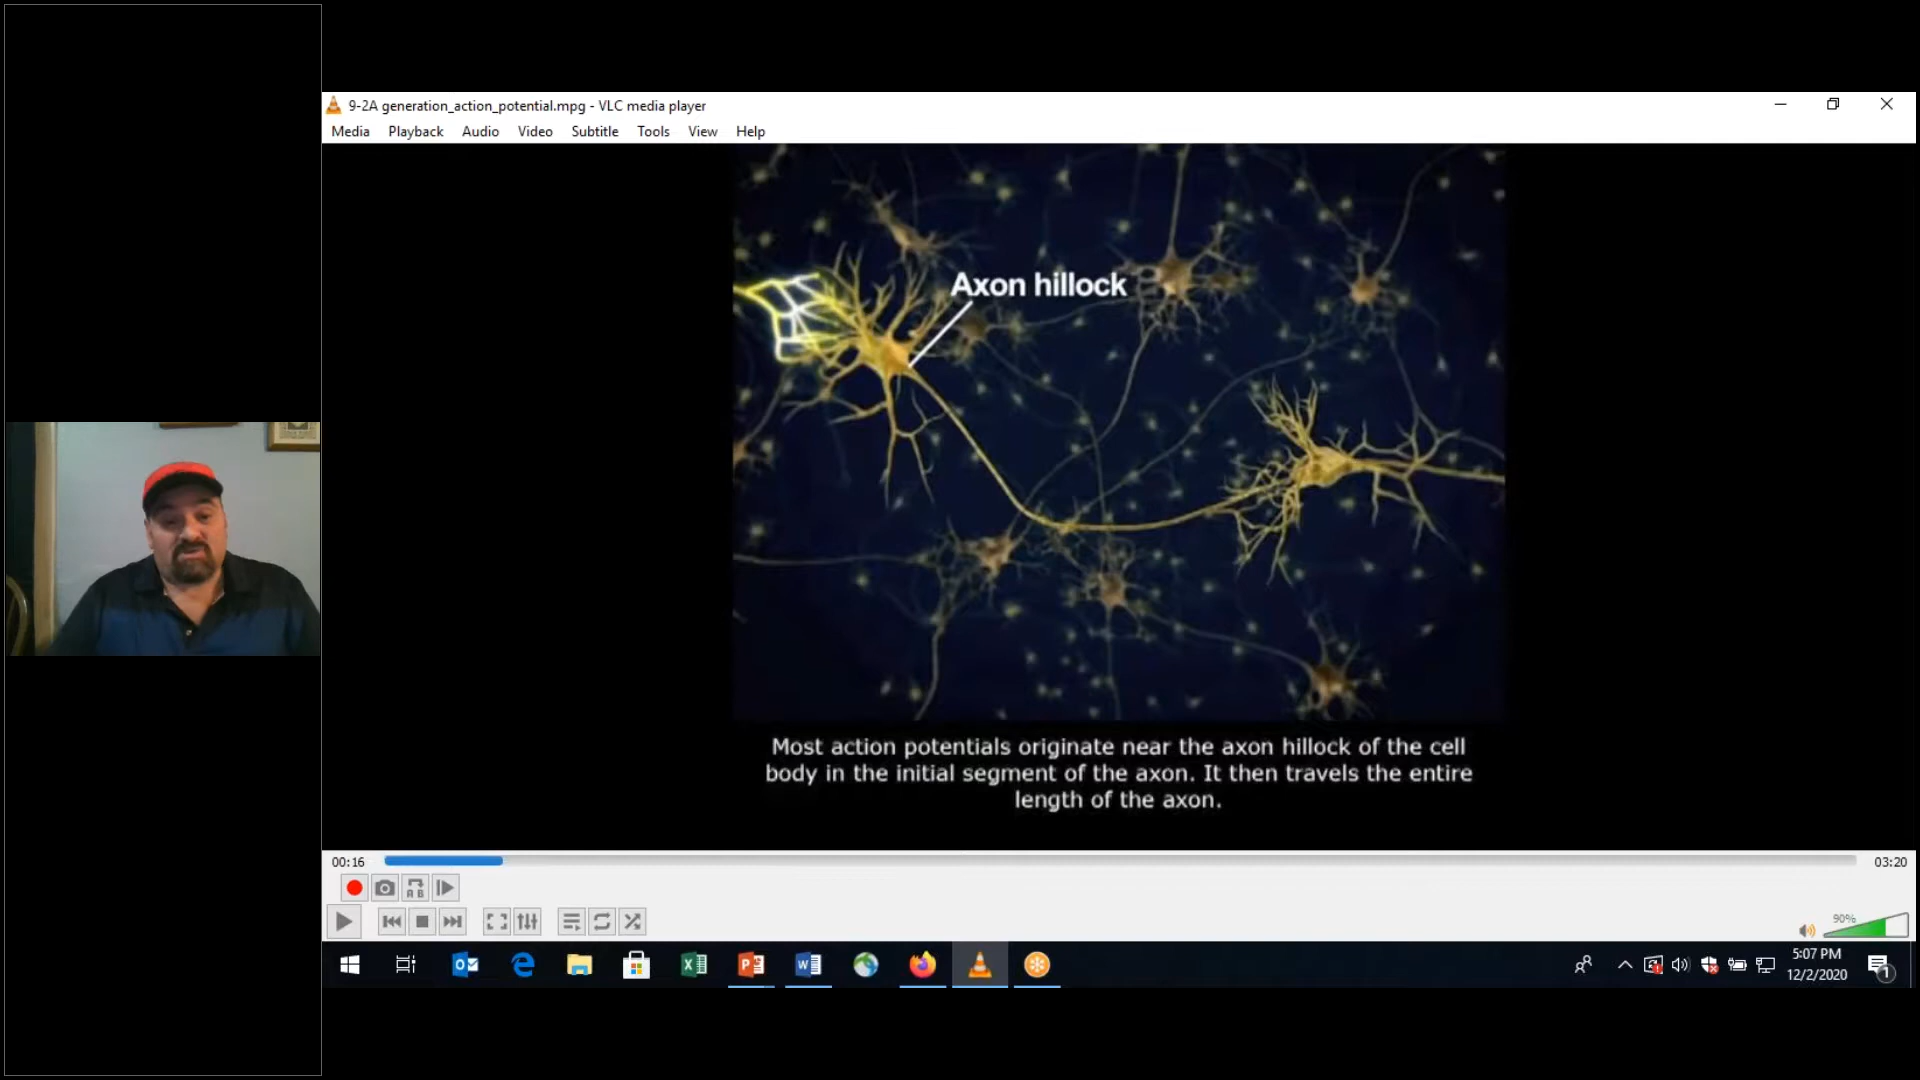 9-2A generation_action_potential.mpg - VLC media player
Media Playback Audio Video Subtitle Tools View Help
Axon hillock
Most action potentials originate near the axon hillock of the cell
body in the initial segment of the axon. It then travels the entire
length of the axon.
00:16 03:20
90%
5:07 PM
12/2/2020
1